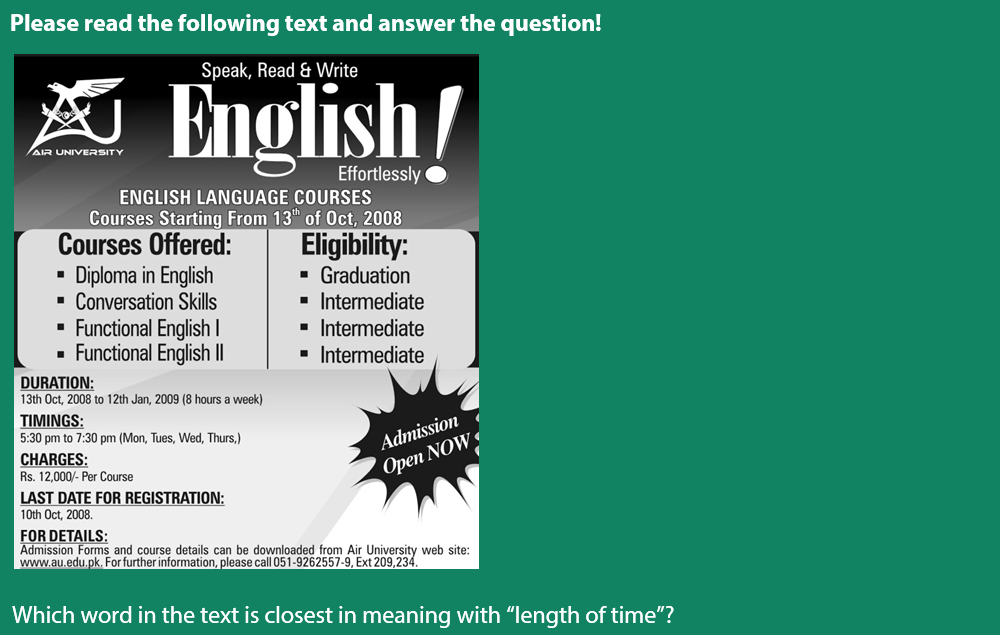 Please read the following text and answer the question!
Speak, Read & Write
English!
Effortlessly
AU
AIR UNIVERSITY
ENGLISH LANGUAGE COURSES
Courses Starting From 13th of Oct, 2008
Courses Offered:
▪ Diploma in English
▪ Conversation Skills
▪ Functional English I
▪ Functional English II
Eligibility:
▪ Graduation
▪ Intermediate
▪ Intermediate
▪ Intermediate
DURATION:
13th Oct, 2008 to 12th Jan, 2009 (8 hours a week)
TIMINGS:
5:30 pm to 7:30 pm (Mon, Tues, Wed, Thurs,)
CHARGES:
Rs. 12,000/- Per Course
LAST DATE FOR REGISTRATION:
10th Oct, 2008.
Admission
Open NOW
FOR DETAILS:
Admission Forms and course details can be downloaded from Air University web site:
www.au.edu.pk. For further information, please call 051-9262557-9, Ext 209,234.
Which word in the text is closest in meaning with “length of time”?